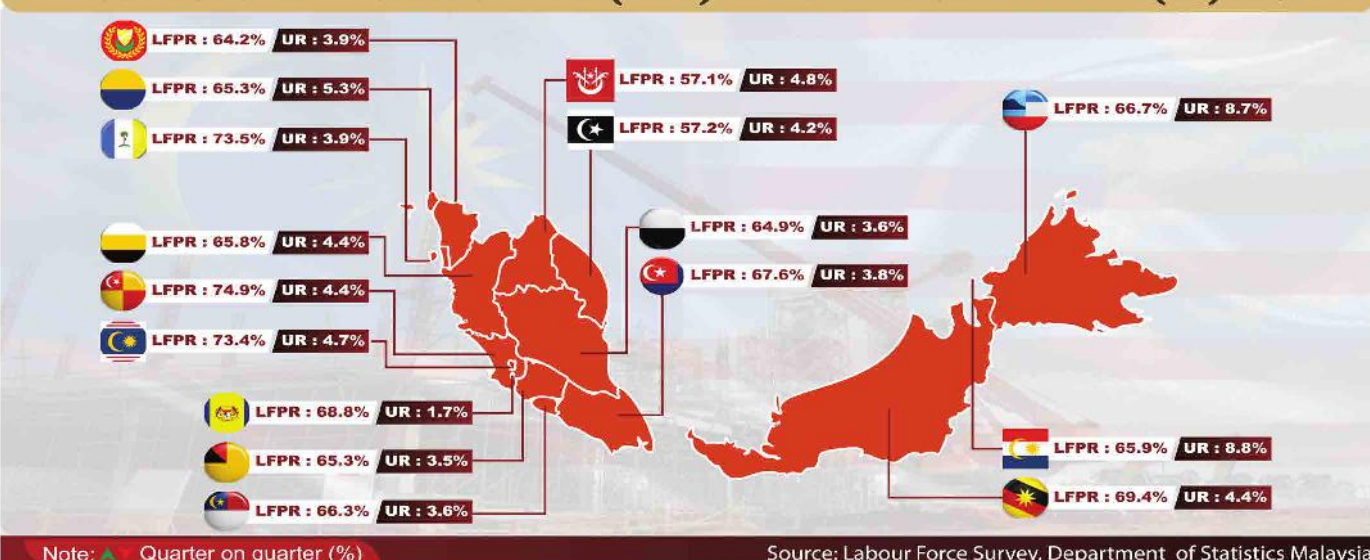 LFPR : 64.2% UR : 3.9%
LFPR : 65.3% UR : 5.3%
LFPR : 73.5% UR : 3.9%
LFPR : 65.8% UR : 4.4%
LFPR : 74.9% UR : 4.4%
LFPR : 73.4% UR : 4.7%
LFPR : 68.8% UR : 1.7%
LFPR : 65.3% UR : 3.5%
LFPR : 66.3% UR : 3.6%
LFPR : 57.1% UR : 4.8%
LFPR : 57.2% UR : 4.2%
LFPR : 64.9% UR : 3.6%
LFPR : 67.6% UR : 3.8%
LFPR : 66.7% UR : 8.7%
LFPR : 65.9% UR : 8.8%
LFPR : 69.4% UR : 4.4%
Note: ▲▼ Quarter on quarter (%)
Source: Labour Force Survey, Department of Statistics Malaysia